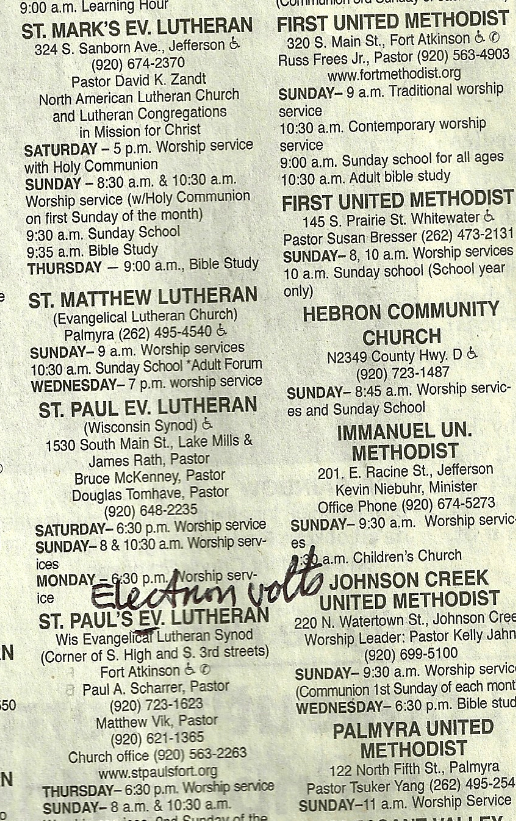 9:00 a.m. Learning Hour
ST. MARK'S EV. LUTHERAN
324 S. Sanborn Ave., Jefferson ♿
(920) 674-2370
Pastor David K. Zandt
North American Lutheran Church
and Lutheran Congregations
in Mission for Christ
SATURDAY – 5 p.m. Worship service
with Holy Communion
SUNDAY – 8:30 a.m. & 10:30 a.m.
Worship service (w/Holy Communion
on first Sunday of the month)
9:30 a.m. Sunday School
9:35 a.m. Bible Study
THURSDAY — 9:00 a.m., Bible Study
ST. MATTHEW LUTHERAN
(Evangelical Lutheran Church)
Palmyra (262) 495-4540 ♿
SUNDAY– 9 a.m. Worship services
10:30 a.m. Sunday School *Adult Forum
WEDNESDAY– 7 p.m. worship service
ST. PAUL EV. LUTHERAN
(Wisconsin Synod) ♿
1530 South Main St., Lake Mills &
James Rath, Pastor
Bruce McKenney, Pastor
Douglas Tomhave, Pastor
(920) 648-2235
SATURDAY– 6:30 p.m. Worship service
SUNDAY– 8 & 10:30 a.m. Worship serv-
ices
MONDAY – 6:30 p.m. Worship serv-
ice
Electron volts
ST. PAUL'S EV. LUTHERAN
Wis Evangelical Lutheran Synod
(Corner of S. High and S. 3rd streets)
Fort Atkinson ♿ ✆
Paul A. Scharrer, Pastor
(920) 723-1623
Matthew Vik, Pastor
(920) 621-1365
Church office (920) 563-2263
www.stpaulsfort.org
THURSDAY– 6:30 p.m. Worship service
SUNDAY– 8 a.m. & 10:30 a.m.
FIRST UNITED METHODIST
320 S. Main St., Fort Atkinson ♿ ✆
Russ Frees Jr., Pastor (920) 563-4903
www.fortmethodist.org
SUNDAY– 9 a.m. Traditional worship
service
10:30 a.m. Contemporary worship
service
9:00 a.m. Sunday school for all ages
10:30 a.m. Adult bible study
FIRST UNITED METHODIST
145 S. Prairie St. Whitewater ♿
Pastor Susan Bresser (262) 473-2131
SUNDAY– 8, 10 a.m. Worship services
10 a.m. Sunday school (School year
only)
HEBRON COMMUNITY
CHURCH
N2349 County Hwy. D ♿
(920) 723-1487
SUNDAY– 8:45 a.m. Worship servic-
es and Sunday School
IMMANUEL UN.
METHODIST
201. E. Racine St., Jefferson
Kevin Niebuhr, Minister
Office Phone (920) 674-5273
SUNDAY– 9:30 a.m. Worship servic-
es
a.m. Children's Church
JOHNSON CREEK
UNITED METHODIST
220 N. Watertown St., Johnson Cree
Worship Leader: Pastor Kelly Jahn
(920) 699-5100
SUNDAY– 9:30 a.m. Worship servic
(Communion 1st Sunday of each mont
WEDNESDAY– 6:30 p.m. Bible stud
PALMYRA UNITED
METHODIST
122 North Fifth St., Palmyra
Pastor Tsuker Yang (262) 495-254
SUNDAY–11 a.m. Worship Service